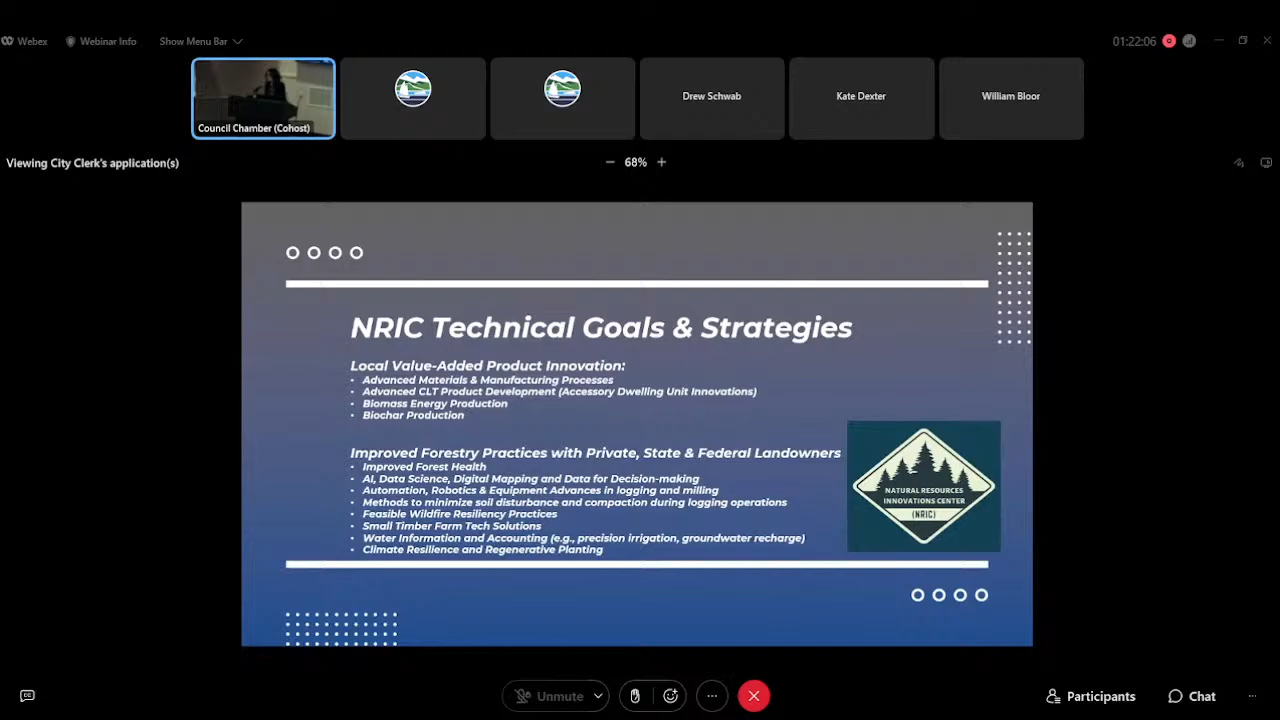 Webex
Webinar Info
Show Menu Bar
01:22:06
Council Chamber (Cohost)
Drew Schwab
Kate Dexter
William Bloor
Viewing City Clerk's application(s)
68%
NRIC Technical Goals & Strategies
Local Value-Added Product Innovation:
• Advanced Materials & Manufacturing Processes
• Advanced CLT Product Development (Accessory Dwelling Unit Innovations)
• Biomass Energy Production
• Biochar Production
Improved Forestry Practices with Private, State & Federal Landowners
• Improved Forest Health
• AI, Data Science, Digital Mapping and Data for Decision-making
• Automation, Robotics & Equipment Advances in logging and milling
• Methods to minimize soil disturbance and compaction during logging operations
• Feasible Wildfire Resiliency Practices
• Small Timber Farm Tech Solutions
• Water Information and Accounting (e.g., precision irrigation, groundwater recharge)
• Climate Resilience and Regenerative Planting
NATURAL RESOURCES
INNOVATIONS CENTER
(NRIC)
Unmute
Participants
Chat